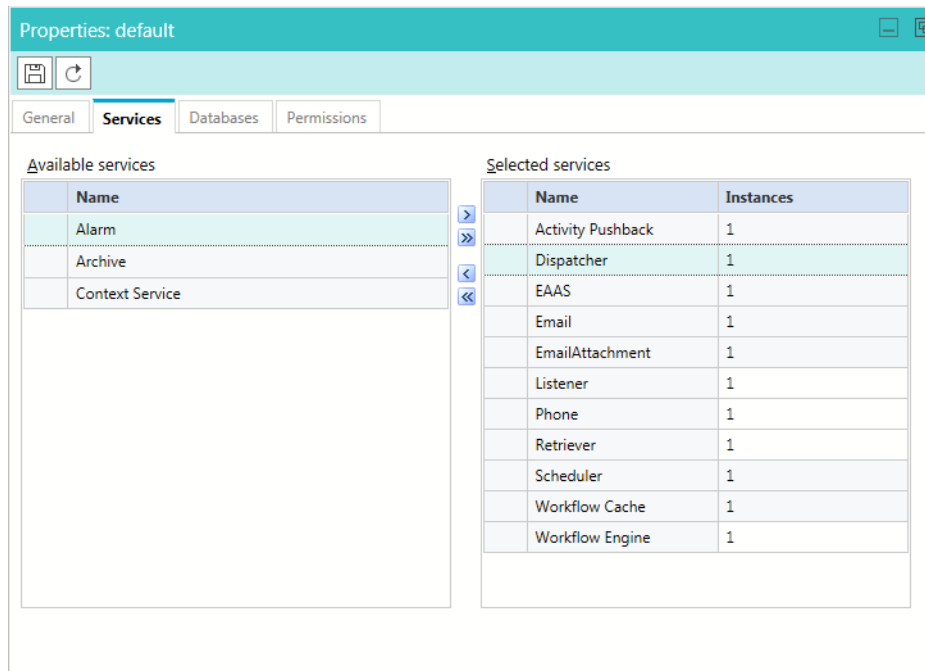 Properties: default
General Services Databases Permissions
Available services
Name
Alarm
Archive
Context Service
Selected services
Name Instances
Activity Pushback 1
Dispatcher 1
EAAS 1
Email 1
EmailAttachment 1
Listener 1
Phone 1
Retriever 1
Scheduler 1
Workflow Cache 1
Workflow Engine 1